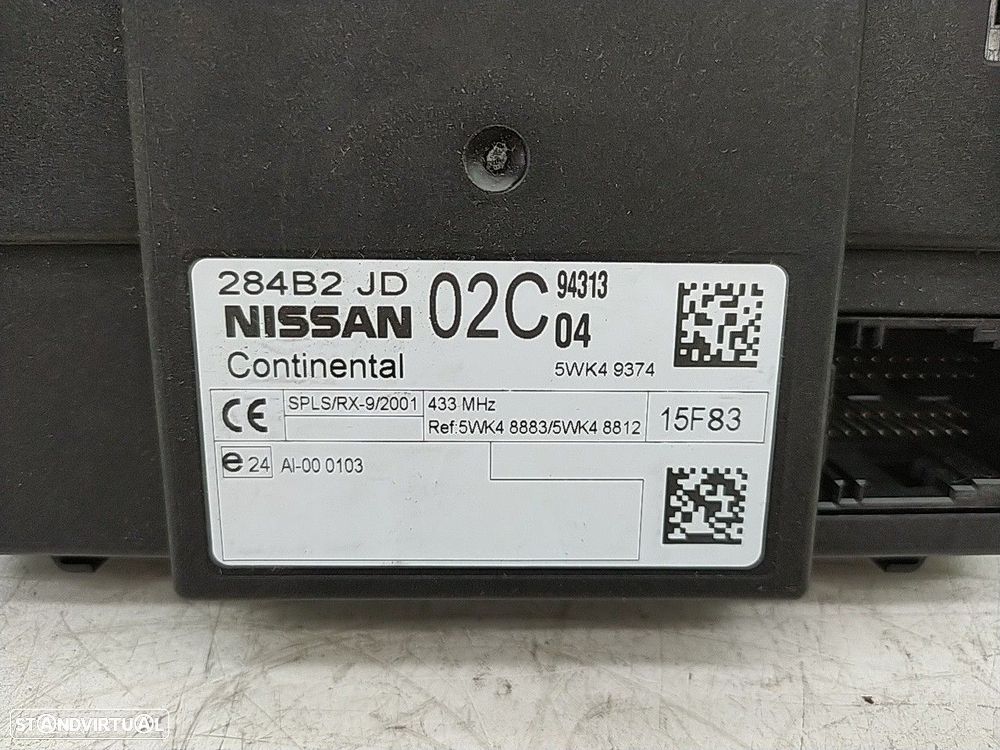 284B2 JD 02C 94313
NISSAN 04
Continental 5WK4 9374
CE SPLS/RX-9/2001 433 MHz 15F83
Ref:5WK4 8883/5WK4 8812
e 24 AI-00 0103
STANDVIRTUAL